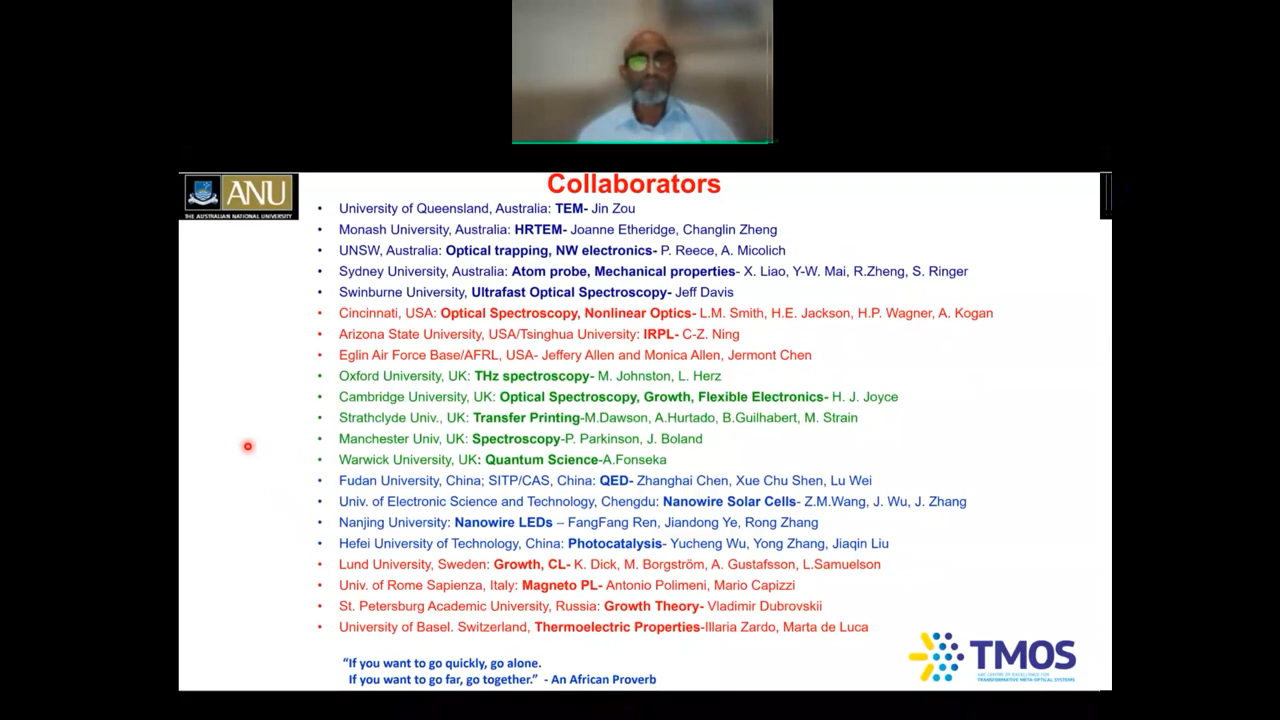 ANU
THE AUSTRALIAN NATIONAL UNIVERSITY
Collaborators
• University of Queensland, Australia: TEM- Jin Zou
• Monash University, Australia: HRTEM- Joanne Etheridge, Changlin Zheng
• UNSW, Australia: Optical trapping, NW electronics- P. Reece, A. Micolich
• Sydney University, Australia: Atom probe, Mechanical properties- X. Liao, Y-W. Mai, R.Zheng, S. Ringer
• Swinburne University, Ultrafast Optical Spectroscopy- Jeff Davis
• Cincinnati, USA: Optical Spectroscopy, Nonlinear Optics- L.M. Smith, H.E. Jackson, H.P. Wagner, A. Kogan
• Arizona State University, USA/Tsinghua University: IRPL- C-Z. Ning
• Eglin Air Force Base/AFRL, USA- Jeffery Allen and Monica Allen, Jermont Chen
• Oxford University, UK: THz spectroscopy- M. Johnston, L. Herz
• Cambridge University, UK: Optical Spectroscopy, Growth, Flexible Electronics- H. J. Joyce
• Strathclyde Univ., UK: Transfer Printing-M.Dawson, A.Hurtado, B.Guilhabert, M. Strain
• Manchester Univ, UK: Spectroscopy-P. Parkinson, J. Boland
• Warwick University, UK: Quantum Science-A.Fonseka
• Fudan University, China; SITP/CAS, China: QED- Zhanghai Chen, Xue Chu Shen, Lu Wei
• Univ. of Electronic Science and Technology, Chengdu: Nanowire Solar Cells- Z.M.Wang, J. Wu, J. Zhang
• Nanjing University: Nanowire LEDs – FangFang Ren, Jiandong Ye, Rong Zhang
• Hefei University of Technology, China: Photocatalysis- Yucheng Wu, Yong Zhang, Jiaqin Liu
• Lund University, Sweden: Growth, CL- K. Dick, M. Borgström, A. Gustafsson, L.Samuelson
• Univ. of Rome Sapienza, Italy: Magneto PL- Antonio Polimeni, Mario Capizzi
• St. Petersburg Academic University, Russia: Growth Theory- Vladimir Dubrovskii
• University of Basel. Switzerland, Thermoelectric Properties-Illaria Zardo, Marta de Luca
“If you want to go quickly, go alone.
If you want to go far, go together.” - An African Proverb
TMOS
ARC CENTRE OF EXCELLENCE FOR
TRANSFORMATIVE META-OPTICAL SYSTEMS